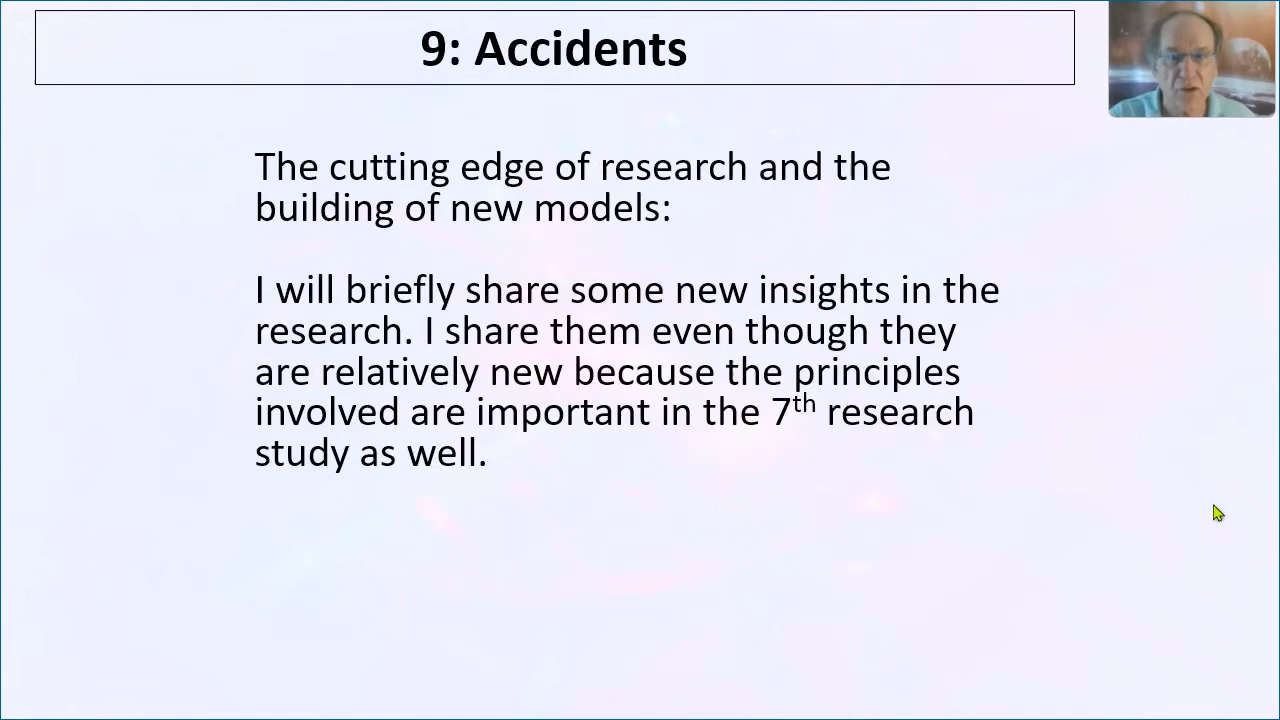 9: Accidents
The cutting edge of research and the
building of new models:
I will briefly share some new insights in the
research. I share them even though they
are relatively new because the principles
involved are important in the 7th research
study as well.